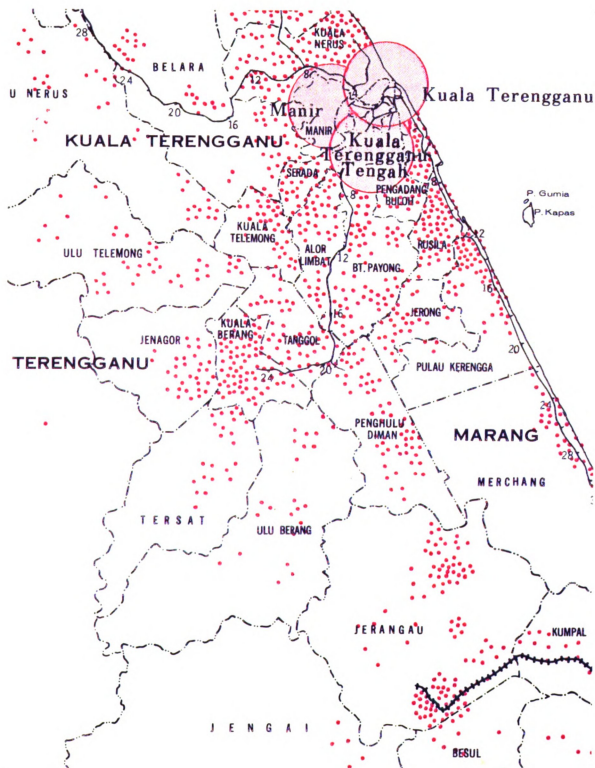 28
KUALA
NERUS
BELARA
8
24
12
U NERUS
20
16
Kuala Terengganu
Manir
MANIR
KUALA TERENGGANU
Kuala
Terengganu
Tengah
SERADA
8
8
PENGADANG
BULOH
P. Gumia
P. Kapas
KUALA
TELEMONG
ULU TELEMONG
ALOR
LIMBAT
12
RUSILA
12
BT. PAYONG
16
16
JERONG
KUALA
BERANG
JENAGOR
TANGGOL
20
TERENGGANU
24
20
PULAU KERENGGA
24
PENGHULU
DIMAN
MARANG
28
MERCHANG
TERSAT
ULU BERANG
JERANGAU
KUMPAL
JENGAI
BESUL